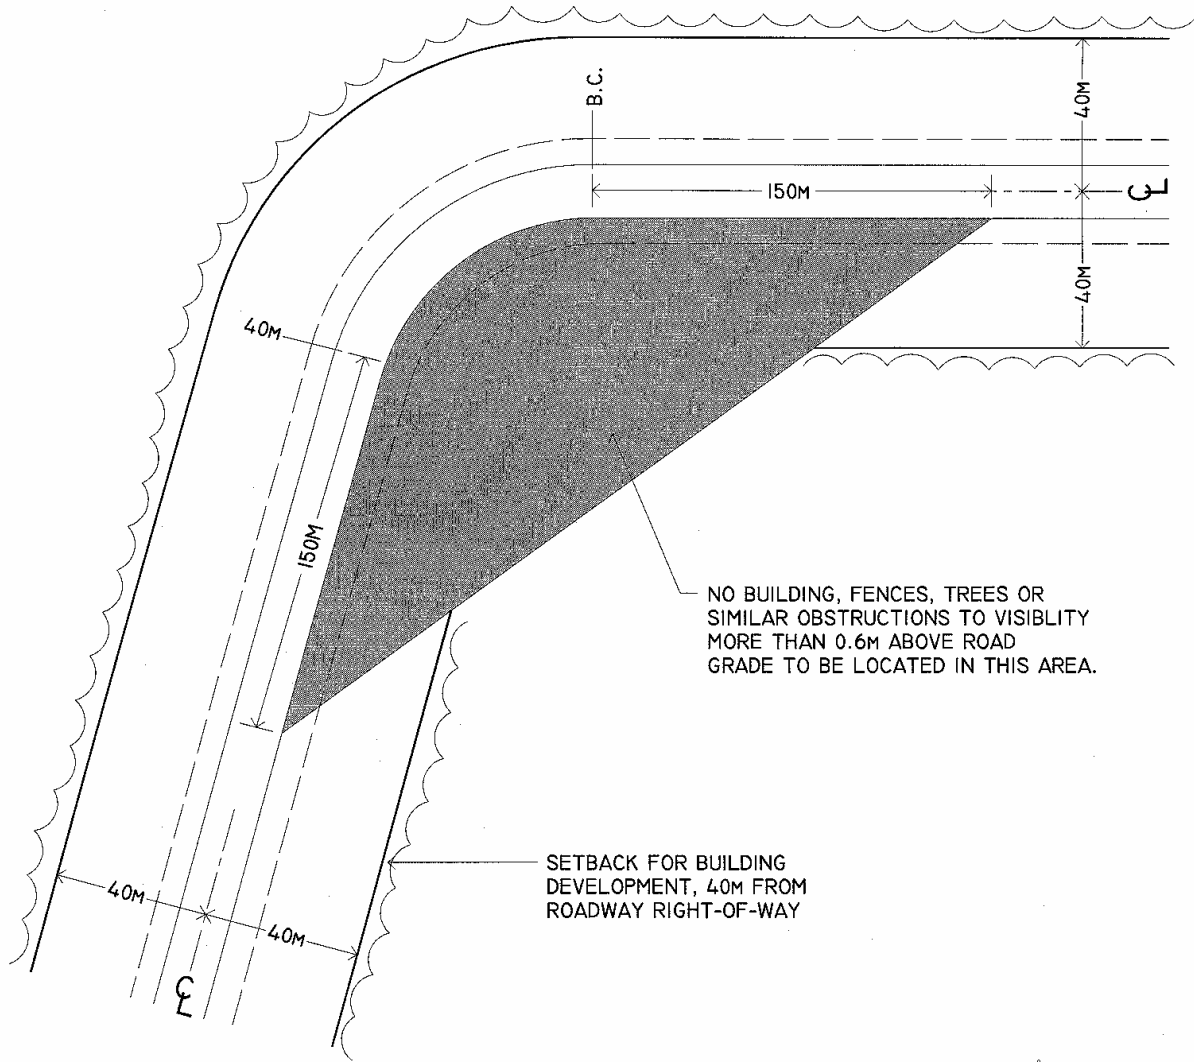 B.C.
40M
150M
C̲L
40M
40M
150M
NO BUILDING, FENCES, TREES OR
SIMILAR OBSTRUCTIONS TO VISIBLITY
MORE THAN 0.6M ABOVE ROAD
GRADE TO BE LOCATED IN THIS AREA.
SETBACK FOR BUILDING
DEVELOPMENT, 40M FROM
ROADWAY RIGHT-OF-WAY
40M
40M
CL